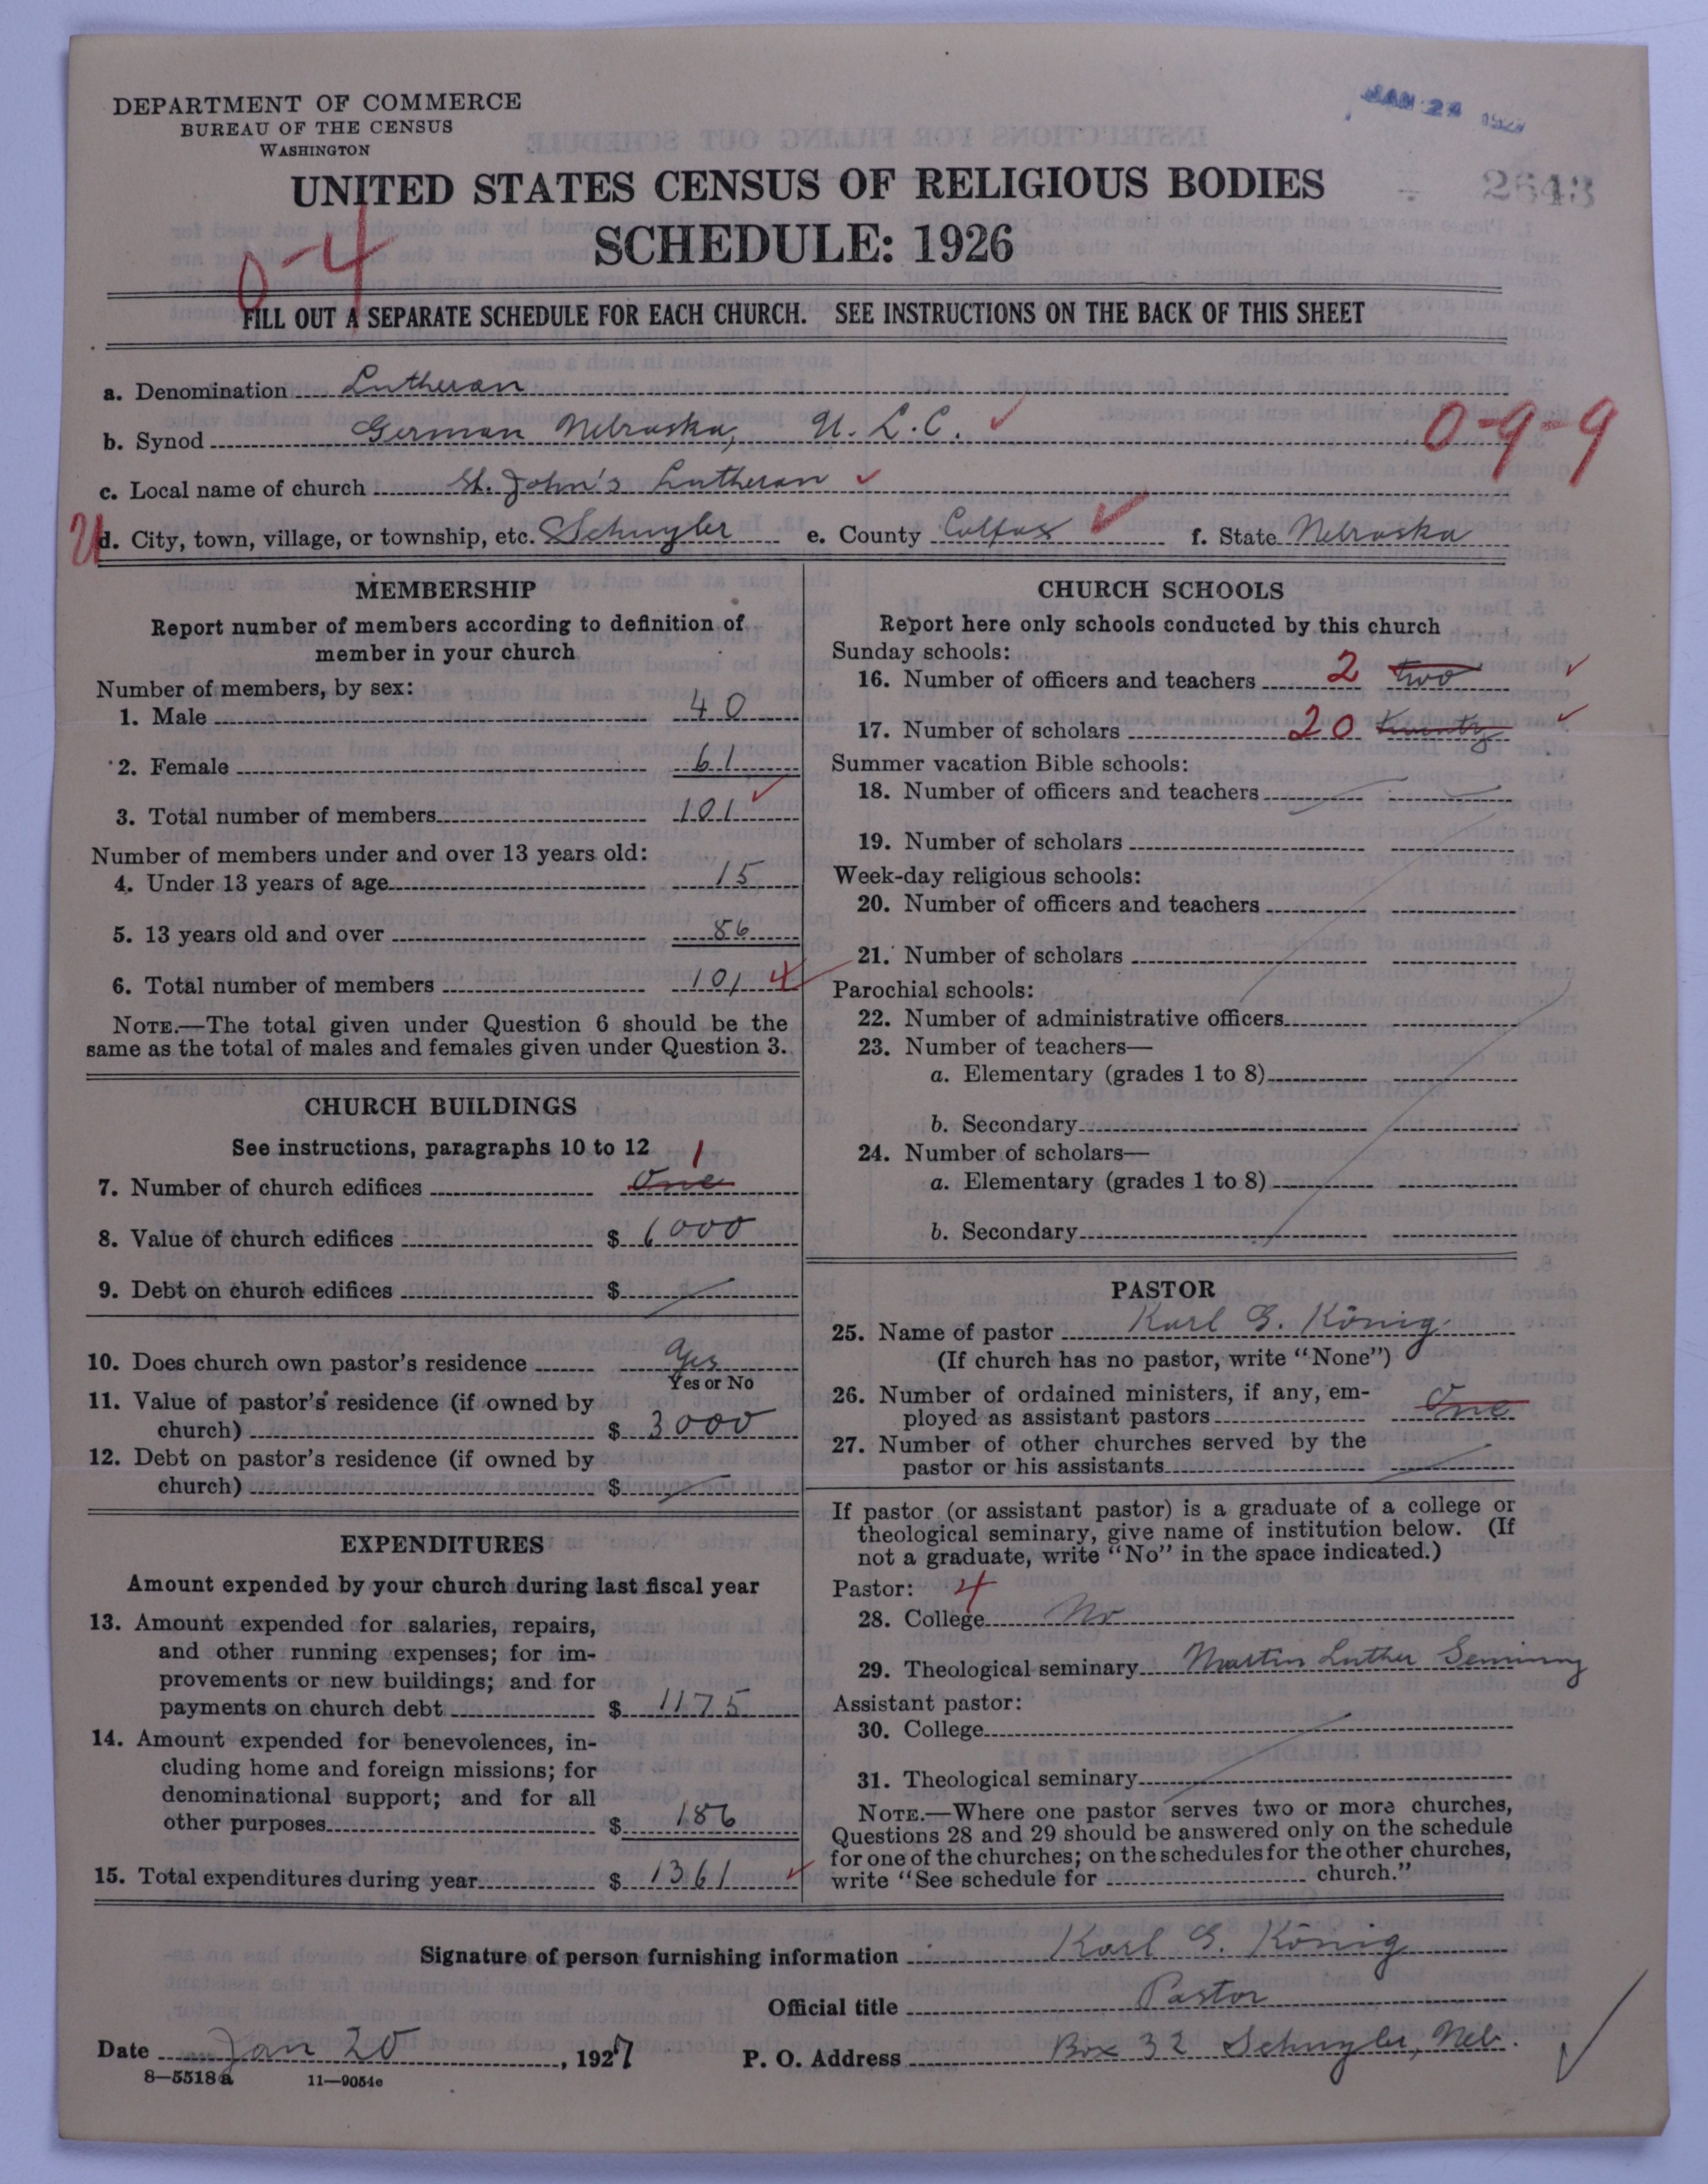 DEPARTMENT OF COMMERCE
BUREAU OF THE CENSUS
WASHINGTON
JAN 24 1927
2643
UNITED STATES CENSUS OF RELIGIOUS BODIES
SCHEDULE: 1926
0-4
FILL OUT A SEPARATE SCHEDULE FOR EACH CHURCH. SEE INSTRUCTIONS ON THE BACK OF THIS SHEET
a. Denomination Lutheran
b. Synod German Nebraska, U. L. C. 0-9-9
c. Local name of church St. John's Lutheran
d. City, town, village, or township, etc. Schuyler e. County Colfax f. State Nebraska
MEMBERSHIP
Report number of members according to definition of
member in your church
Number of members, by sex:
1. Male 40
2. Female 61
3. Total number of members 101
Number of members under and over 13 years old:
4. Under 13 years of age 15
5. 13 years old and over 86
6. Total number of members 101 4
NOTE.—The total given under Question 6 should be the
same as the total of males and females given under Question 3.
CHURCH BUILDINGS
See instructions, paragraphs 10 to 12
1
7. Number of church edifices One
8. Value of church edifices $ 6000
9. Debt on church edifices $
10. Does church own pastor's residence Yes
Yes or No
11. Value of pastor's residence (if owned by
church) $ 3000
12. Debt on pastor's residence (if owned by
church) $
EXPENDITURES
Amount expended by your church during last fiscal year
13. Amount expended for salaries, repairs,
and other running expenses; for im-
provements or new buildings; and for
payments on church debt $ 1175
14. Amount expended for benevolences, in-
cluding home and foreign missions; for
denominational support; and for all
other purposes $ 186
15. Total expenditures during year $ 1361
CHURCH SCHOOLS
Report here only schools conducted by this church
Sunday schools:
16. Number of officers and teachers 2 two
17. Number of scholars 20 twenty
Summer vacation Bible schools:
18. Number of officers and teachers
19. Number of scholars
Week-day religious schools:
20. Number of officers and teachers
21. Number of scholars
Parochial schools:
22. Number of administrative officers
23. Number of teachers—
a. Elementary (grades 1 to 8)
b. Secondary
24. Number of scholars—
a. Elementary (grades 1 to 8)
b. Secondary
PASTOR
25. Name of pastor Karl G. König
(If church has no pastor, write "None")
26. Number of ordained ministers, if any, em-
ployed as assistant pastors One
27. Number of other churches served by the
pastor or his assistants
If pastor (or assistant pastor) is a graduate of a college or
theological seminary, give name of institution below. (If
not a graduate, write "No" in the space indicated.)
Pastor: 4
28. College No
29. Theological seminary Martin Luther Seminary
Assistant pastor:
30. College
31. Theological seminary
NOTE.—Where one pastor serves two or more churches,
Questions 28 and 29 should be answered only on the schedule
for one of the churches; on the schedules for the other churches,
write "See schedule for church."
Signature of person furnishing information Karl G. König
Official title Pastor
Date Jan 20, 1927 P. O. Address Box 32 Schuyler, Neb.
8—5518a 11—9054e